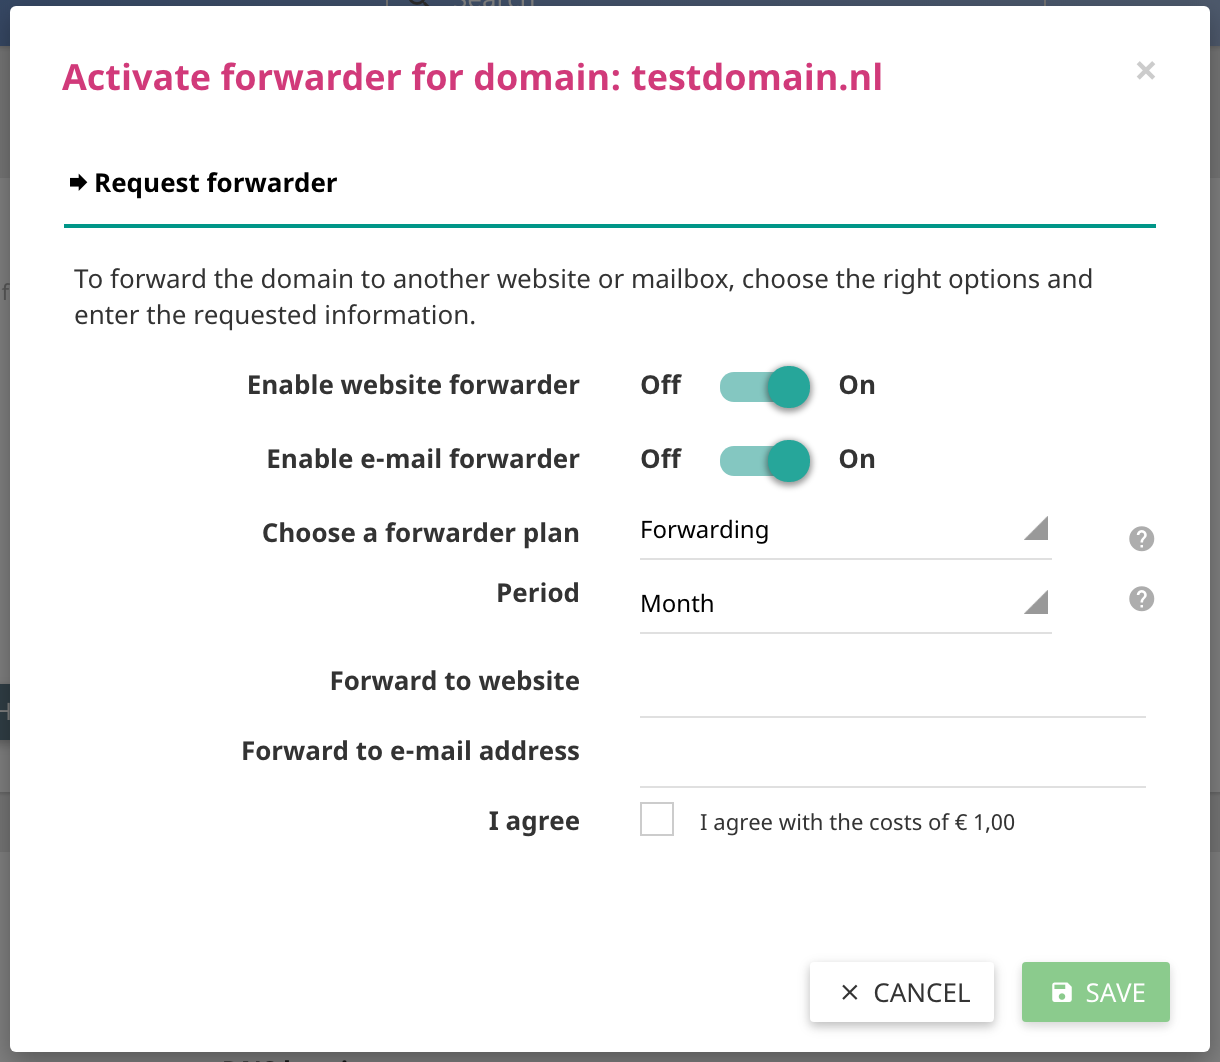 Search
Activate forwarder for domain: testdomain.nl
Request forwarder
To forward the domain to another website or mailbox, choose the right options and
enter the requested information.
Enable website forwarder Off On
Enable e-mail forwarder Off On
Choose a forwarder plan Forwarding
Period Month
Forward to website
Forward to e-mail address
I agree I agree with the costs of € 1,00
CANCEL SAVE